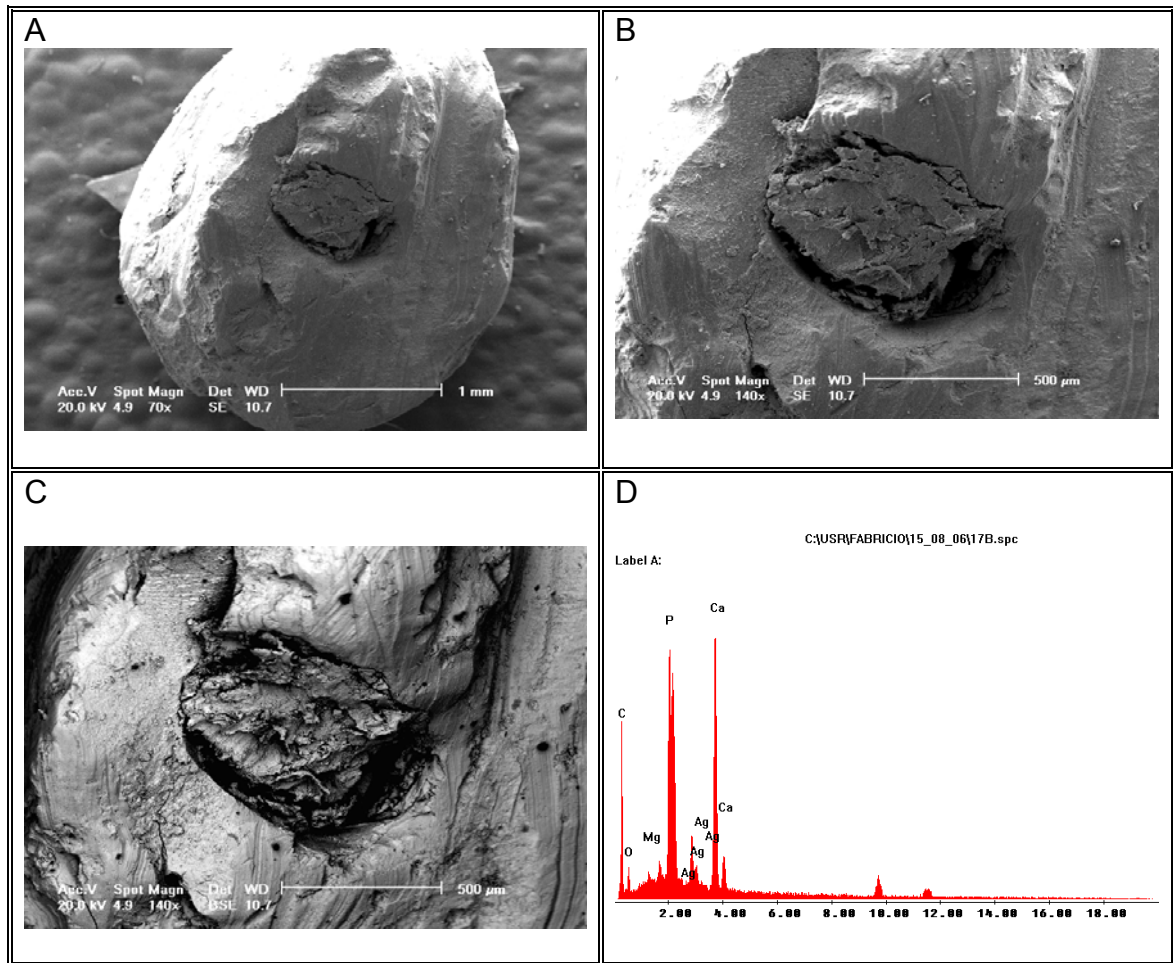 A
Acc.V Spot Magn Det WD 1 mm
20.0 kV 4.9 70x SE 10.7
B
Acc.V Spot Magn Det WD 500 µm
20.0 kV 4.9 140x SE 10.7
C
Acc.V Spot Magn Det WD 500 µm
20.0 kV 4.9 140x BSE 10.7
D
C:\USR\FABRICIO\15_08_06\17B.spc
Label A:
Ca
P
C
Ca
Ag
Mg Ag
O Ag
Ag
2.00 4.00 6.00 8.00 10.00 12.00 14.00 16.00 18.00